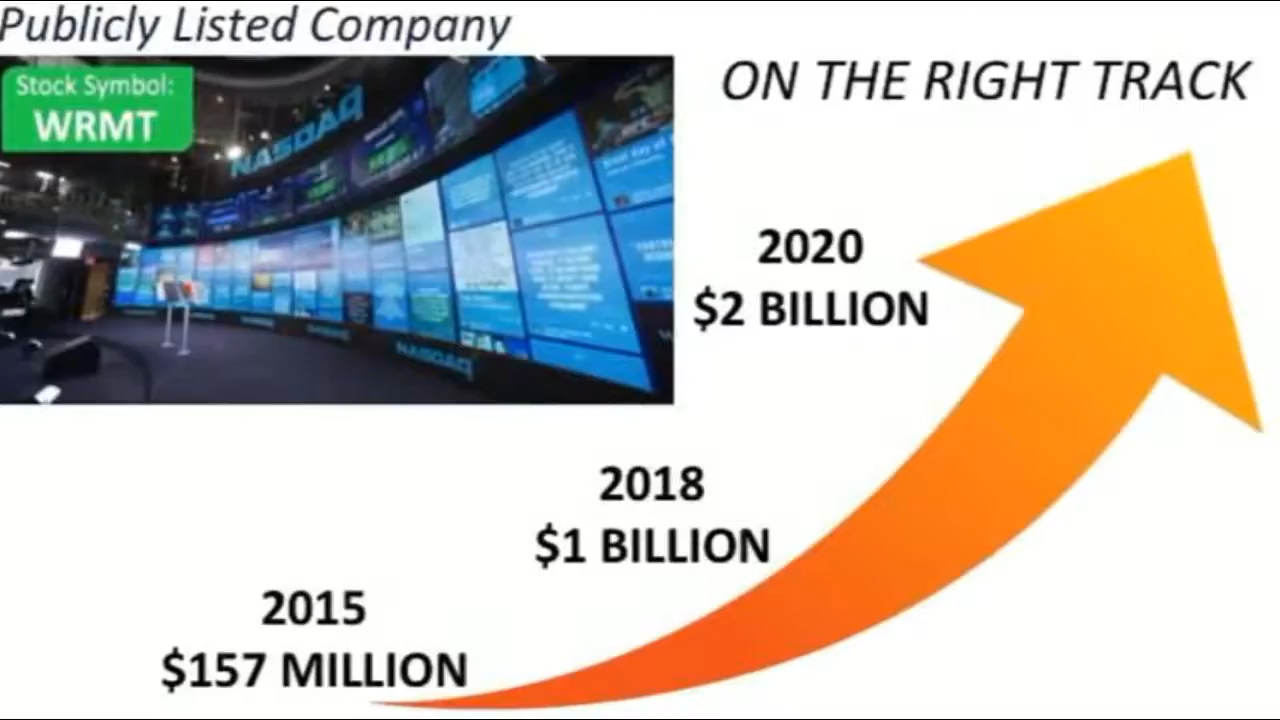 Publicly Listed Company
Stock Symbol:
WRMT
NASDAQ
NASDAQ
ON THE RIGHT TRACK
2020
$2 BILLION
2018
$1 BILLION
2015
$157 MILLION